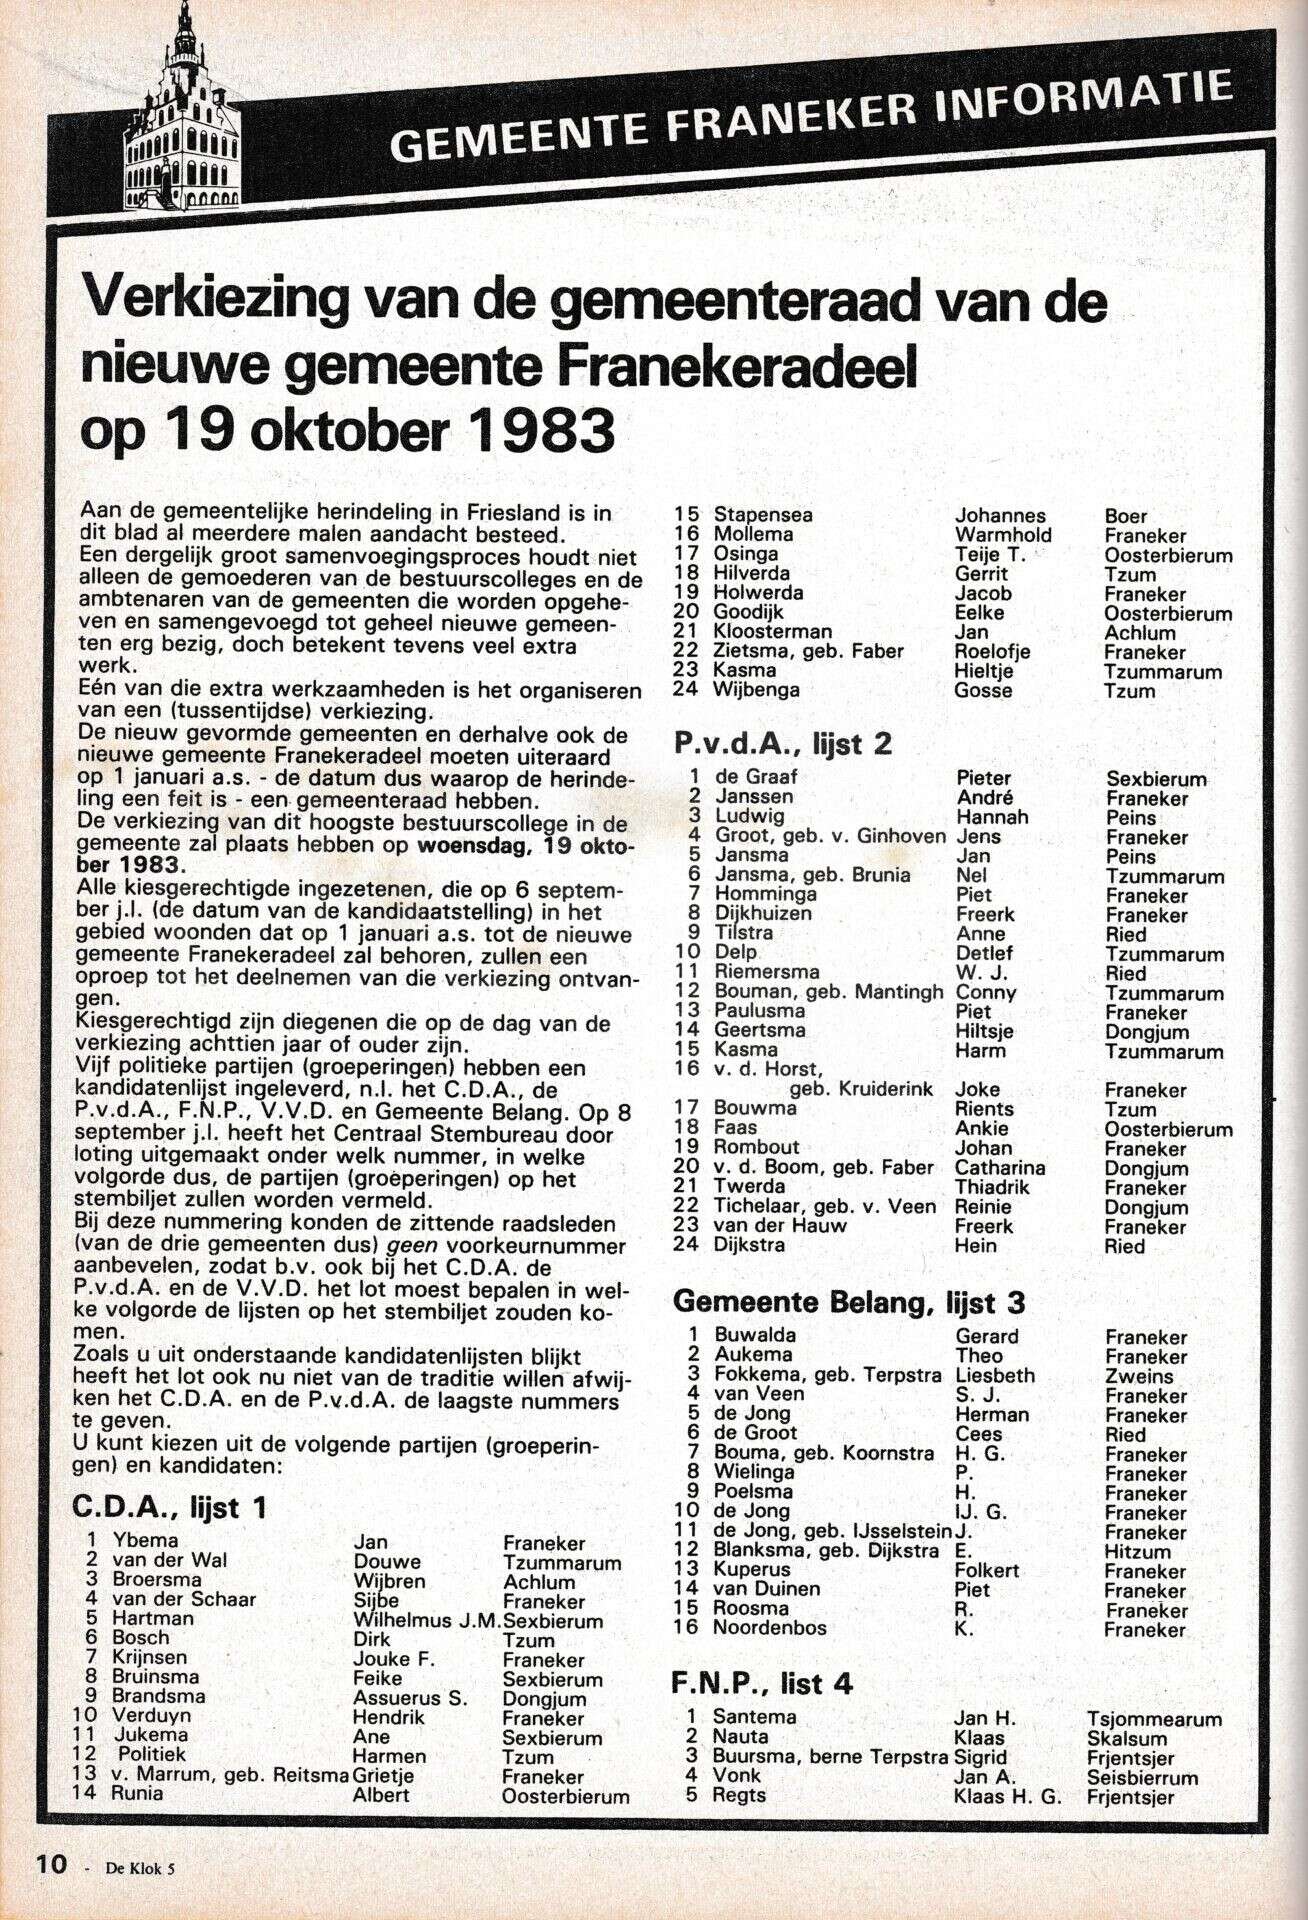 GEMEENTE FRANEKER INFORMATIE
Verkiezing van de gemeenteraad van de
nieuwe gemeente Franekeradeel
op 19 oktober 1983
Aan de gemeentelijke herindeling in Friesland is in
dit blad al meerdere malen aandacht besteed.
Een dergelijk groot samenvoegingsproces houdt niet
alleen de gemoederen van de bestuurscolleges en de
ambtenaren van de gemeenten die worden opgehe-
ven en samengevoegd tot geheel nieuwe gemeen-
ten erg bezig, doch betekent tevens veel extra
werk.
Eén van die extra werkzaamheden is het organiseren
van een (tussentijdse) verkiezing.
De nieuw gevormde gemeenten en derhalve ook de
nieuwe gemeente Franekeradeel moeten uiteraard
op 1 januari a.s. - de datum dus waarop de herinde-
ling een feit is - een gemeenteraad hebben.
De verkiezing van dit hoogste bestuurscollege in de
gemeente zal plaats hebben op woensdag, 19 okto-
ber 1983.
Alle kiesgerechtigde ingezetenen, die op 6 septem-
ber j.l. (de datum van de kandidaatstelling) in het
gebied woonden dat op 1 januari a.s. tot de nieuwe
gemeente Franekeradeel zal behoren, zullen een
oproep tot het deelnemen van die verkiezing ontvan-
gen.
Kiesgerechtigd zijn diegenen die op de dag van de
verkiezing achttien jaar of ouder zijn.
Vijf politieke partijen (groeperingen) hebben een
kandidatenlijst ingeleverd, n.l. het C.D.A., de
P.v.d.A., F.N.P., V.V.D. en Gemeente Belang. Op 8
september j.l. heeft het Centraal Stembureau door
loting uitgemaakt onder welk nummer, in welke
volgorde dus, de partijen (groeperingen) op het
stembiljet zullen worden vermeld.
Bij deze nummering konden de zittende raadsleden
(van de drie gemeenten dus) geen voorkeurnummer
aanbevelen, zodat b.v. ook bij het C.D.A. de
P.v.d.A. en de V.V.D. het lot moest bepalen in wel-
ke volgorde de lijsten op het stembiljet zouden ko-
men.
Zoals u uit onderstaande kandidatenlijsten blijkt
heeft het lot ook nu niet van de traditie willen afwij-
ken het C.D.A. en de P.v.d.A. de laagste nummers
te geven.
U kunt kiezen uit de volgende partijen (groeperin-
gen) en kandidaten:
C.D.A., lijst 1
1 Ybema Jan Franeker
2 van der Wal Douwe Tzummarum
3 Broersma Wijbren Achlum
4 van der Schaar Sijbe Franeker
5 Hartman Wilhelmus J.M. Sexbierum
6 Bosch Dirk Tzum
7 Krijnsen Jouke F. Franeker
8 Bruinsma Feike Sexbierum
9 Brandsma Assuerus S. Dongjum
10 Verduyn Hendrik Franeker
11 Jukema Ane Sexbierum
12 Politiek Harmen Tzum
13 v. Marrum, geb. Reitsma Grietje Franeker
14 Runia Albert Oosterbierum
15 Stapensea Johannes Boer
16 Mollema Warmhold Franeker
17 Osinga Teije T. Oosterbierum
18 Hilverda Gerrit Tzum
19 Holwerda Jacob Franeker
20 Goodijk Eelke Oosterbierum
21 Kloosterman Jan Achlum
22 Zietsma, geb. Faber Roelofje Franeker
23 Kasma Hieltje Tzummarum
24 Wijbenga Gosse Tzum
P.v.d.A., lijst 2
1 de Graaf Pieter Sexbierum
2 Janssen André Franeker
3 Ludwig Hannah Peins
4 Groot, geb. v. Ginhoven Jens Franeker
5 Jansma Jan Peins
6 Jansma, geb. Brunia Nel Tzummarum
7 Homminga Piet Franeker
8 Dijkhuizen Freerk Franeker
9 Tilstra Anne Ried
10 Delp Detlef Tzummarum
11 Riemersma W. J. Ried
12 Bouman, geb. Mantingh Conny Tzummarum
13 Paulusma Piet Franeker
14 Geertsma Hiltsje Dongjum
15 Kasma Harm Tzummarum
16 v. d. Horst,
geb. Kruiderink Joke Franeker
17 Bouwma Rients Tzum
18 Faas Ankie Oosterbierum
19 Rombout Johan Franeker
20 v. d. Boom, geb. Faber Catharina Dongjum
21 Twerda Thiadrik Franeker
22 Tichelaar, geb. v. Veen Reinie Dongjum
23 van der Hauw Freerk Franeker
24 Dijkstra Hein Ried
Gemeente Belang, lijst 3
1 Buwalda Gerard Franeker
2 Aukema Theo Franeker
3 Fokkema, geb. Terpstra Liesbeth Zweins
4 van Veen S. J. Franeker
5 de Jong Herman Franeker
6 de Groot Cees Ried
7 Bouma, geb. Koornstra H. G. Franeker
8 Wielinga P. Franeker
9 Poelsma H. Franeker
10 de Jong IJ. G. Franeker
11 de Jong, geb. IJsselstein J. Franeker
12 Blanksma, geb. Dijkstra E. Hitzum
13 Kuperus Folkert Franeker
14 van Duinen Piet Franeker
15 Roosma R. Franeker
16 Noordenbos K. Franeker
F.N.P., list 4
1 Santema Jan H. Tsjommearum
2 Nauta Klaas Skalsum
3 Buursma, berne Terpstra Sigrid Frjentsjer
4 Vonk Jan A. Seisbierrum
5 Regts Klaas H. G. Frjentsjer
10 - De Klok 5